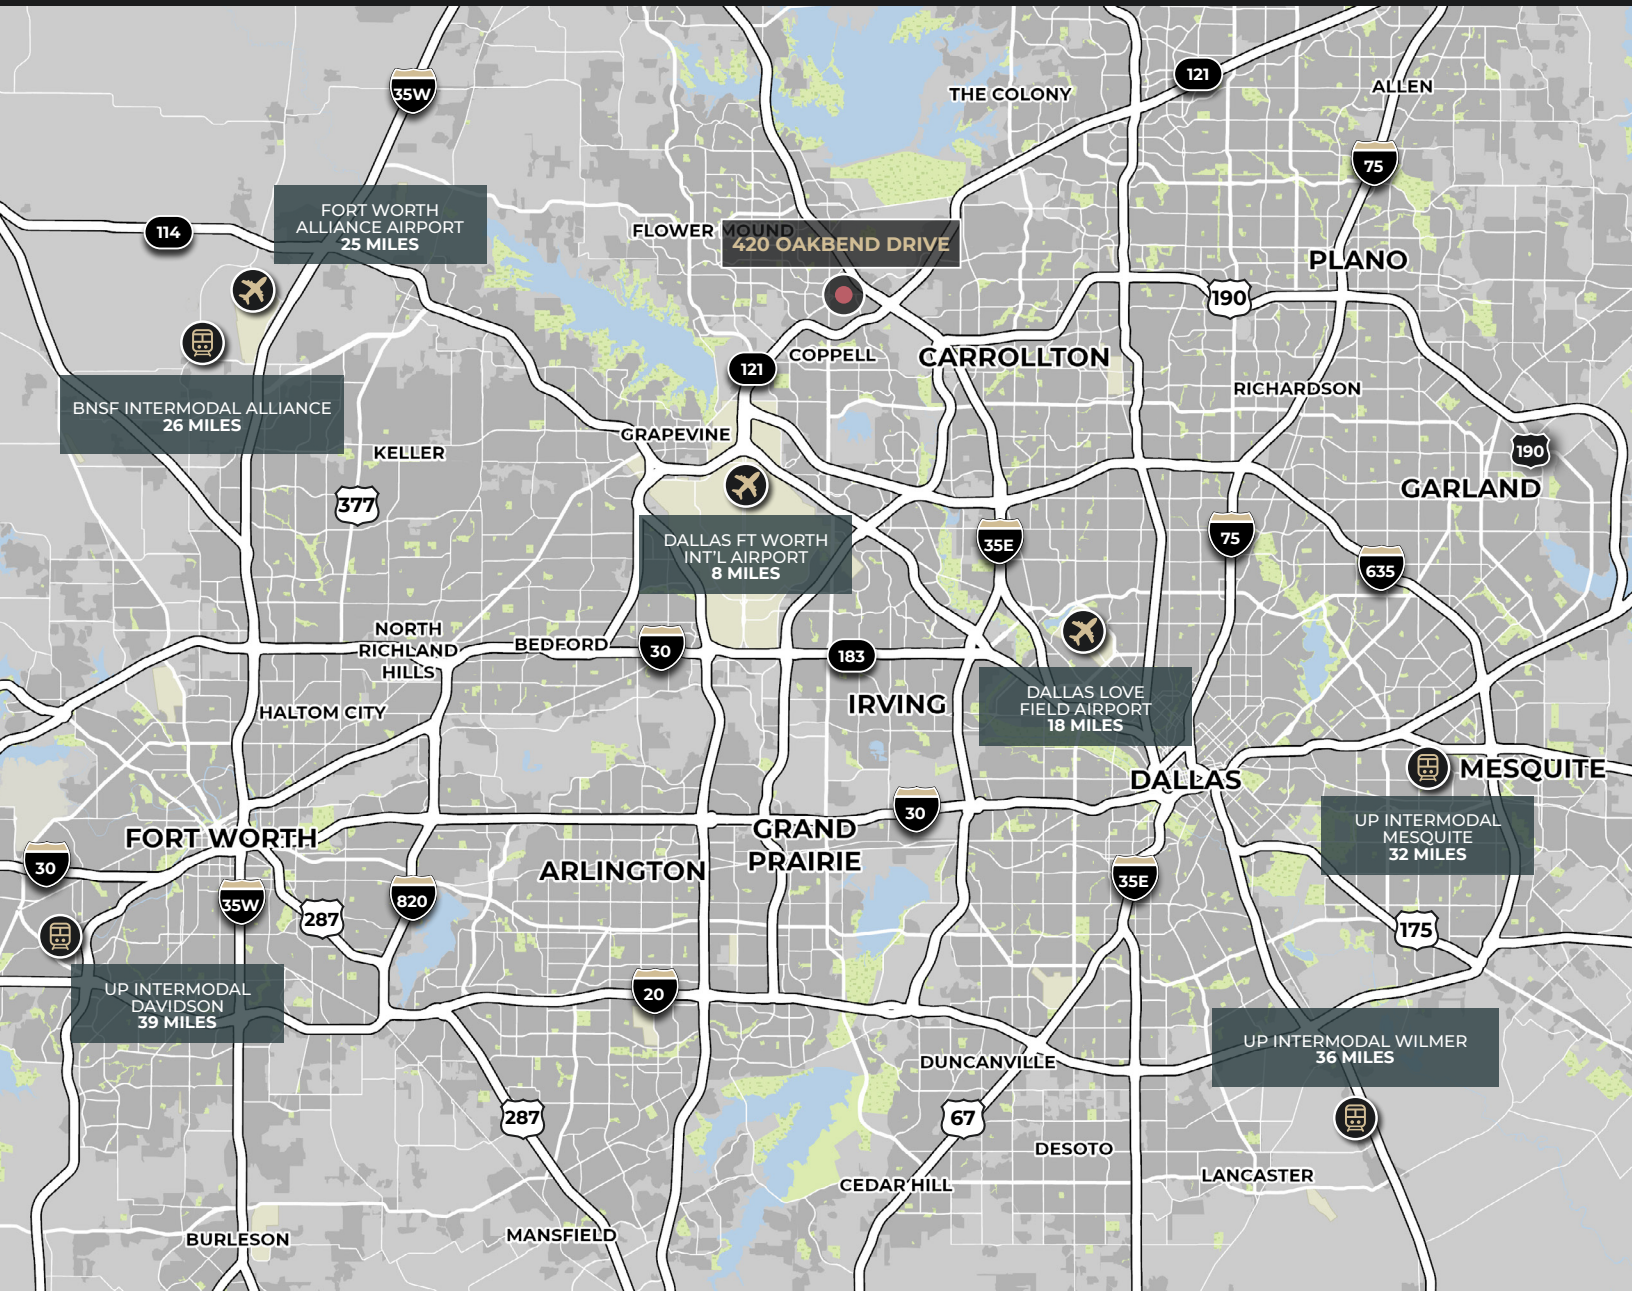 35W
121
THE COLONY
ALLEN
75
114
FORT WORTH
ALLIANCE AIRPORT
25 MILES
FLOWER MOUND
420 OAKBEND DRIVE
PLANO
190
BNSF INTERMODAL ALLIANCE
26 MILES
121
COPPELL
CARROLLTON
RICHARDSON
GRAPEVINE
KELLER
190
GARLAND
377
DALLAS FT WORTH
INT'L AIRPORT
8 MILES
35E
75
635
NORTH
RICHLAND
HILLS
BEDFORD
30
183
IRVING
HALTOM CITY
DALLAS LOVE
FIELD AIRPORT
18 MILES
DALLAS
MESQUITE
UP INTERMODAL
MESQUITE
32 MILES
FORT WORTH
30
GRAND
PRAIRIE
ARLINGTON
30
35W
287
820
35E
175
UP INTERMODAL
DAVIDSON
39 MILES
20
UP INTERMODAL WILMER
36 MILES
DUNCANVILLE
287
67
DESOTO
LANCASTER
CEDAR HILL
BURLESON
MANSFIELD